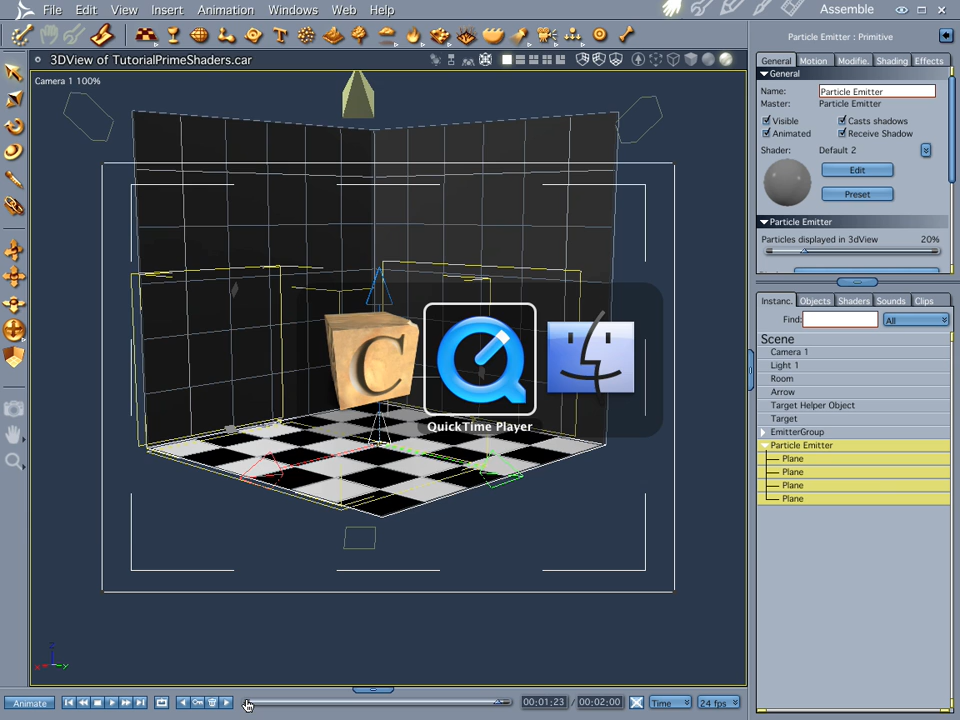 File Edit View Insert Animation Windows Web Help Assemble
3DView of TutorialPrimeShaders.car
Camera 1 100%
Particle Emitter : Primitive
General Motion Modifie. Shading Effects
General
Name: Particle Emitter
Master: Particle Emitter
Visible Casts shadows
Animated Receive Shadow
Shader: Default 2
Edit
Preset
Particle Emitter
Particles displayed in 3dView 20%
Instanc. Objects Shaders Sounds Clips
Find: All
Scene
Camera 1
Light 1
Room
Arrow
Target Helper Object
Target
EmitterGroup
Particle Emitter
Plane
Plane
Plane
Plane
C
QuickTime Player
Z
X Y
Animate 00:01:23 / 00:02:00 Time 24 fps